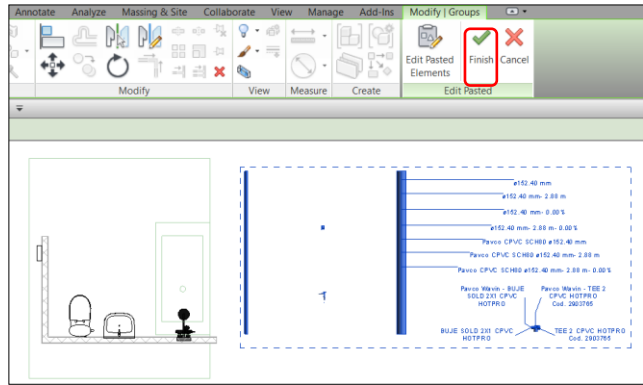 Annotate Analyze Massing & Site Collaborate View Manage Add-Ins Modify | Groups
Edit Pasted
Elements
Finish Cancel
Modify View Measure Create Edit Pasted
ø152.40 mm
ø152.40 mm- 2.88 m
ø152.40 mm- 0.00%
ø152.40 mm- 2.88 m- 0.00%
Pavco CPVC SCH80 ø152.40 mm
Pavco CPVC SCH80 ø152.40 mm- 2.88 m
Pavco CPVC SCH80 ø152.40 mm- 2.88 m- 0.00%
Pavco Wavin - BUJE
SOLD 2X1 CPVC
HOTPRO
Pavco Wavin - TEE 2
CPVC HOTPRO
Cod. 2903765
BUJE SOLD 2X1 CPVC
HOTPRO
TEE 2 CPVC HOTPRO
Cod. 2903765